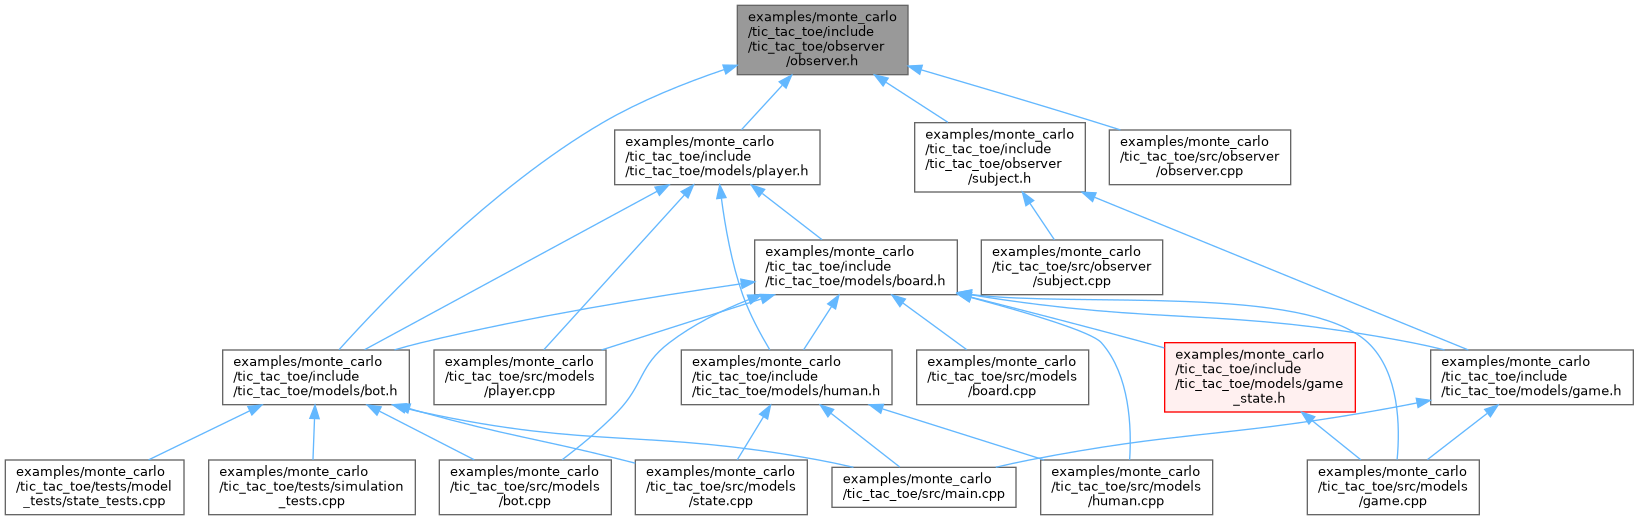 examples/monte_carlo
/tic_tac_toe/include
/tic_tac_toe/observer
/observer.h
examples/monte_carlo
/tic_tac_toe/include
/tic_tac_toe/models/player.h
examples/monte_carlo
/tic_tac_toe/include
/tic_tac_toe/observer
/subject.h
examples/monte_carlo
/tic_tac_toe/src/observer
/observer.cpp
examples/monte_carlo
/tic_tac_toe/include
/tic_tac_toe/models/board.h
examples/monte_carlo
/tic_tac_toe/src/observer
/subject.cpp
examples/monte_carlo
/tic_tac_toe/include
/tic_tac_toe/models/bot.h
examples/monte_carlo
/tic_tac_toe/src/models
/player.cpp
examples/monte_carlo
/tic_tac_toe/include
/tic_tac_toe/models/human.h
examples/monte_carlo
/tic_tac_toe/src/models
/board.cpp
examples/monte_carlo
/tic_tac_toe/include
/tic_tac_toe/models/game
_state.h
examples/monte_carlo
/tic_tac_toe/include
/tic_tac_toe/models/game.h
examples/monte_carlo
/tic_tac_toe/tests/model
_tests/state_tests.cpp
examples/monte_carlo
/tic_tac_toe/tests/simulation
_tests.cpp
examples/monte_carlo
/tic_tac_toe/src/models
/bot.cpp
examples/monte_carlo
/tic_tac_toe/src/models
/state.cpp
examples/monte_carlo
/tic_tac_toe/src/main.cpp
examples/monte_carlo
/tic_tac_toe/src/models
/human.cpp
examples/monte_carlo
/tic_tac_toe/src/models
/game.cpp